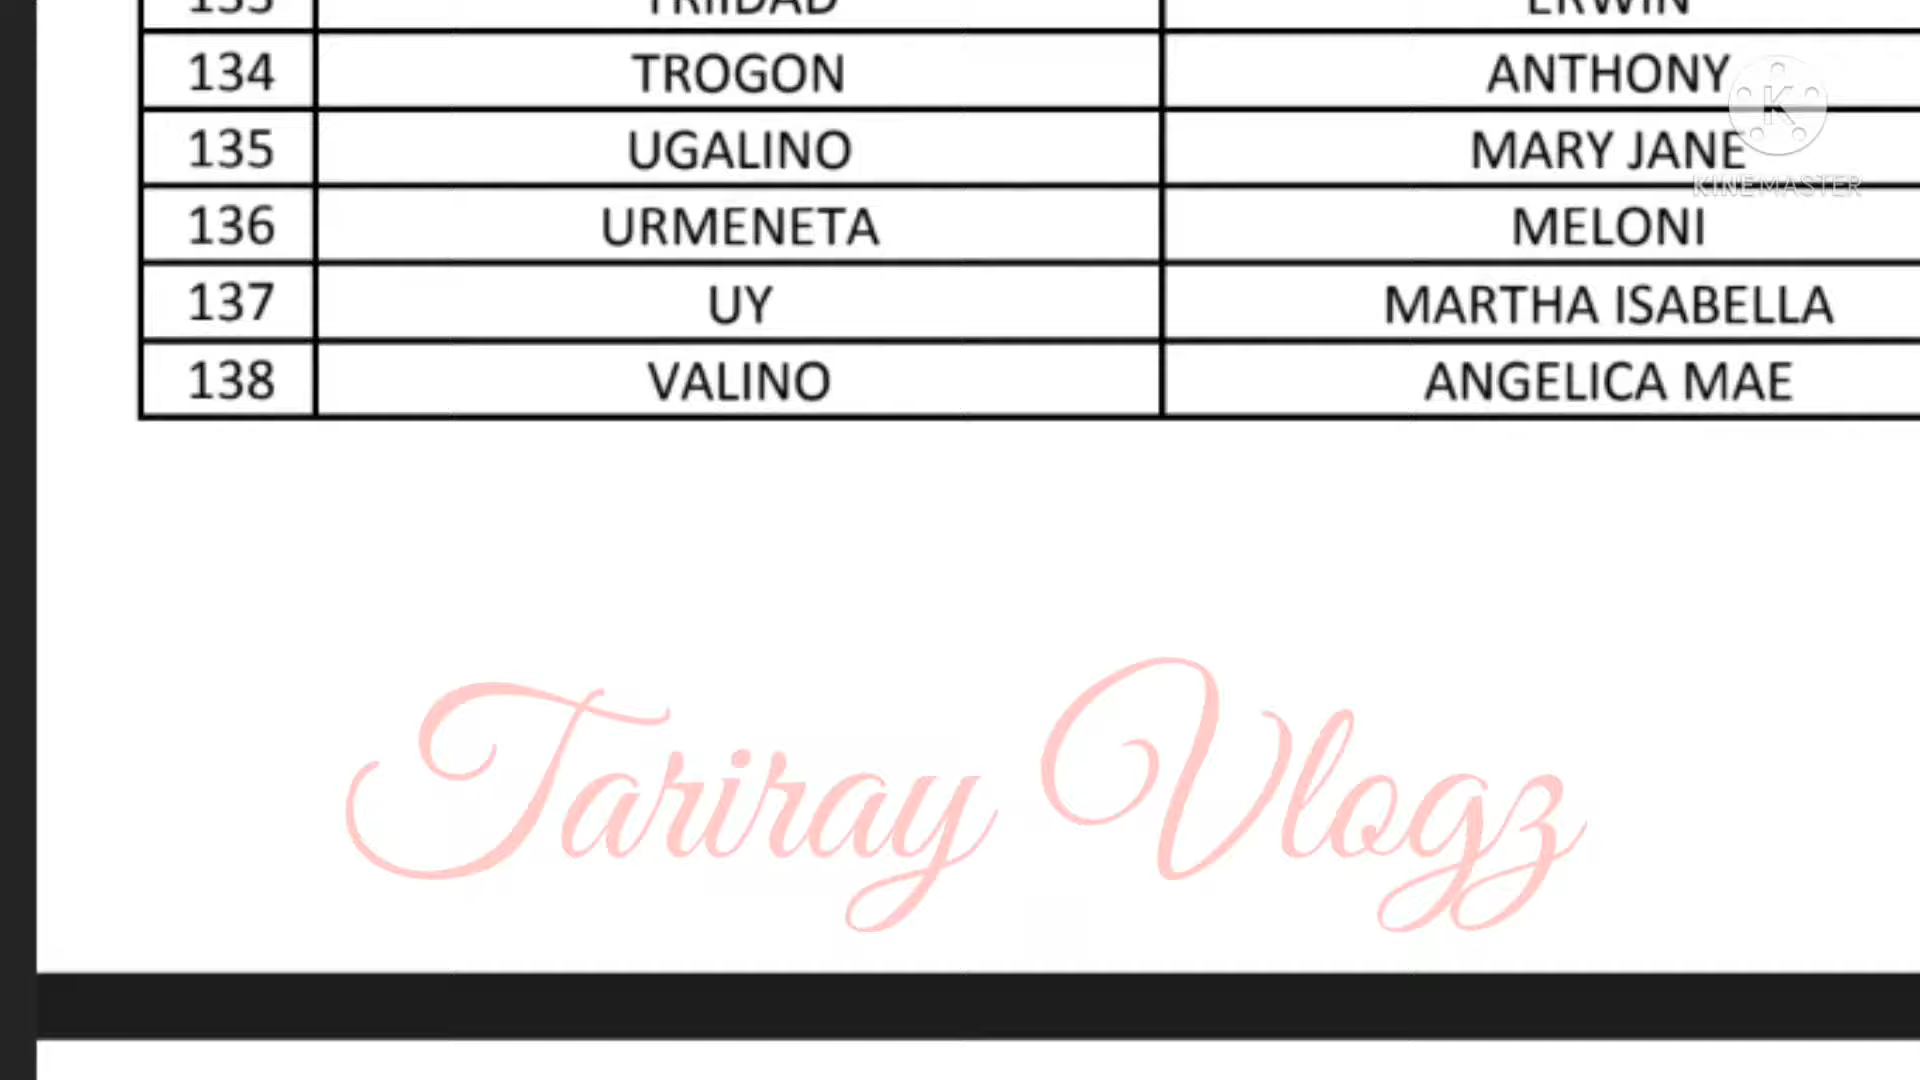 134 TROGON ANTHONY
135 UGALINO MARY JANE
136 URMENETA MELONI
137 UY MARTHA ISABELLA
138 VALINO ANGELICA MAE
K
KINEMASTER
Tariray Vlogz